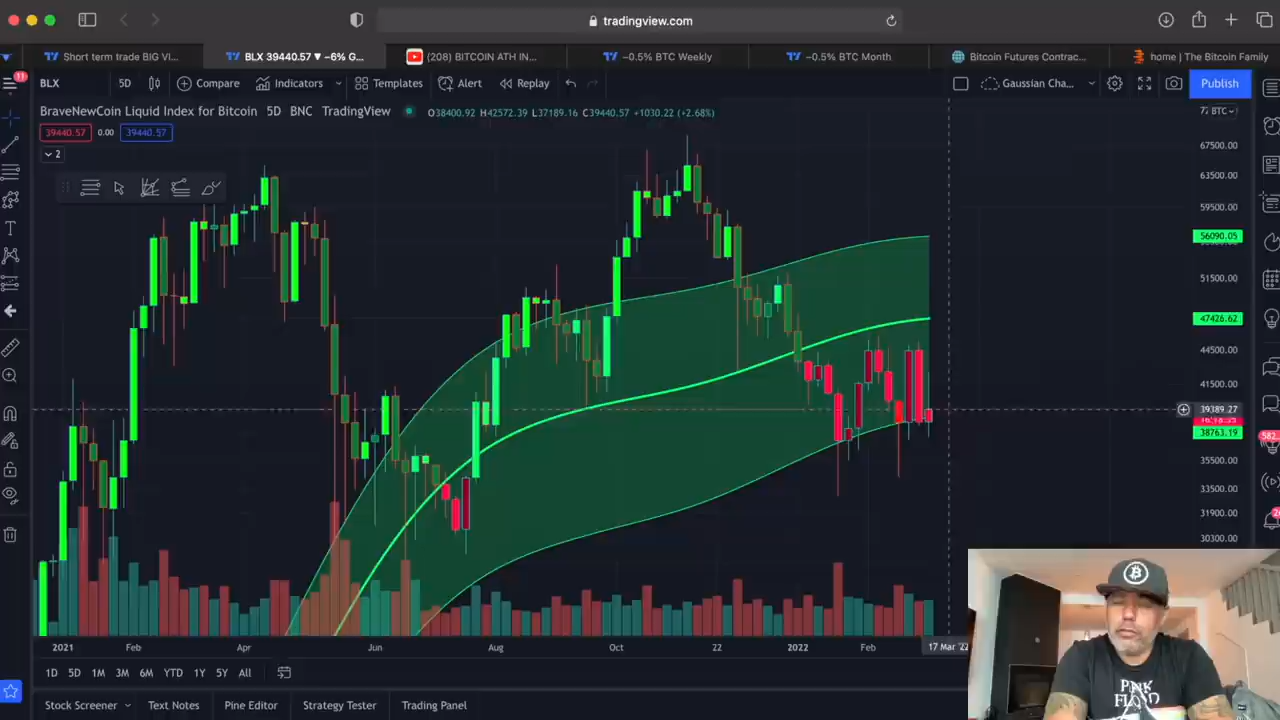 tradingview.com
Short term trade BIG VI...
BLX 39440.57 ▼ −6% G...
(208) BITCOIN ATH IN...
−0.5% BTC Weekly
−0.5% BTC Month
Bitcoin Futures Contrac...
home | The Bitcoin Family
11
BLX
5D
Compare
Indicators
Templates
Alert
Replay
Gaussian Cha...
Publish
BraveNewCoin Liquid Index for Bitcoin 5D BNC TradingView
O38400.92 H42572.39 L37189.16 C39440.57 +1030.22 (+2.68%)
BTC
39440.57 0.00 39440.57
2
67500.00
63500.00
59500.00
56090.05
51500.00
47426.62
44500.00
41500.00
39389.27
38763.19
582
35500.00
33500.00
31900.00
30300.00
2021 Feb Apr Jun Aug Oct 22 2022 Feb 17 Mar '22
1D 5D 1M 3M 6M YTD 1Y 5Y All
Stock Screener Text Notes Pine Editor Strategy Tester Trading Panel
PINK
FLOYD